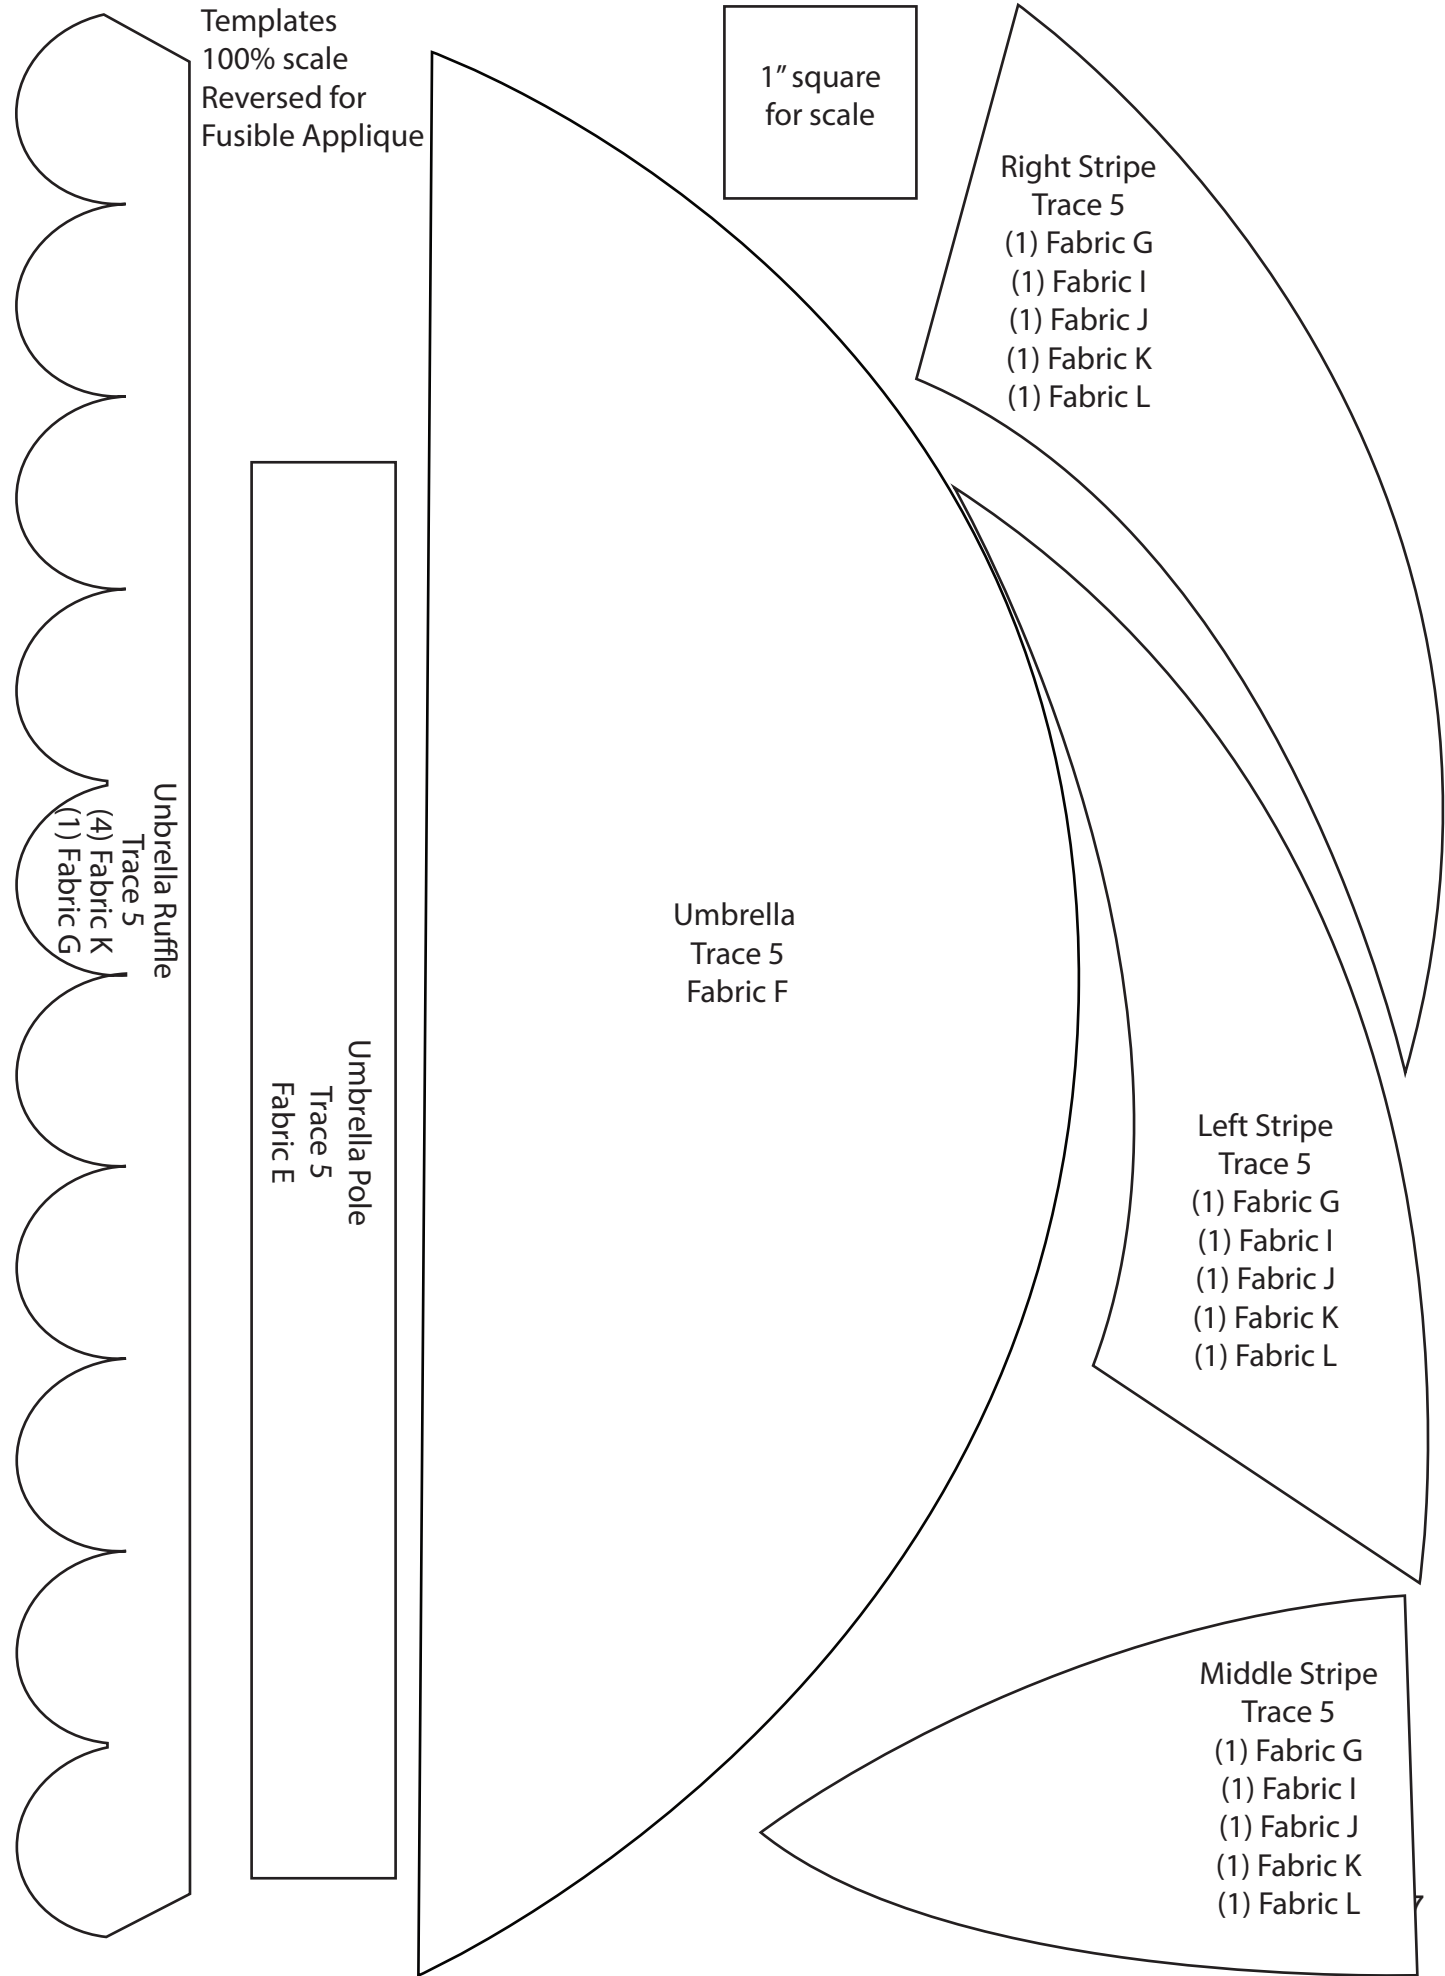 Templates
100% scale
Reversed for
Fusible Applique
1” square
for scale
Right Stripe
Trace 5
(1) Fabric G
(1) Fabric I
(1) Fabric J
(1) Fabric K
(1) Fabric L
Unbrella Ruffle
Trace 5
(4) Fabric K
(1) Fabric G
Umbrella Pole
Trace 5
Fabric E
Umbrella
Trace 5
Fabric F
Left Stripe
Trace 5
(1) Fabric G
(1) Fabric I
(1) Fabric J
(1) Fabric K
(1) Fabric L
Middle Stripe
Trace 5
(1) Fabric G
(1) Fabric I
(1) Fabric J
(1) Fabric K
(1) Fabric L